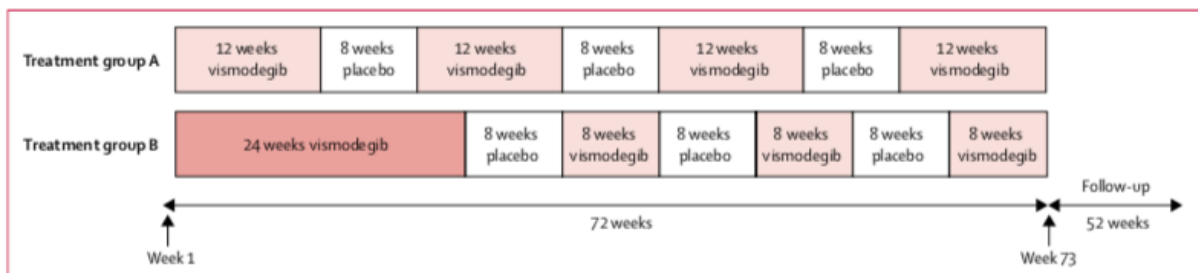 Treatment group A
12 weeks
vismodegib
8 weeks
placebo
12 weeks
vismodegib
8 weeks
placebo
12 weeks
vismodegib
8 weeks
placebo
12 weeks
vismodegib
Treatment group B
24 weeks vismodegib
8 weeks
placebo
8 weeks
vismodegib
8 weeks
placebo
8 weeks
vismodegib
8 weeks
placebo
8 weeks
vismodegib
Follow-up
72 weeks
52 weeks
Week 1
Week 73